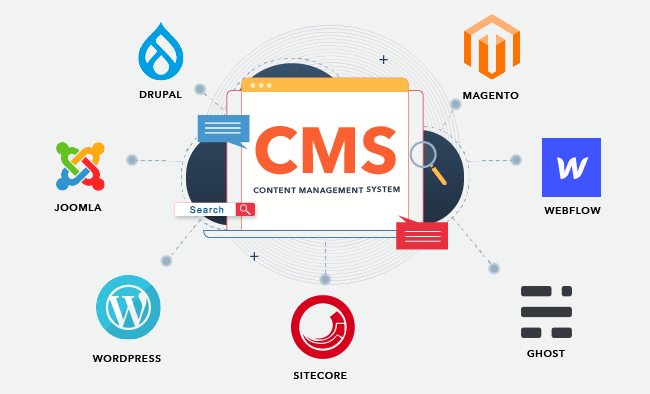 DRUPAL
MAGENTO
CMS
CONTENT MANAGEMENT SYSTEM
JOOMLA
Search
WEBFLOW
WORDPRESS
SITECORE
GHOST